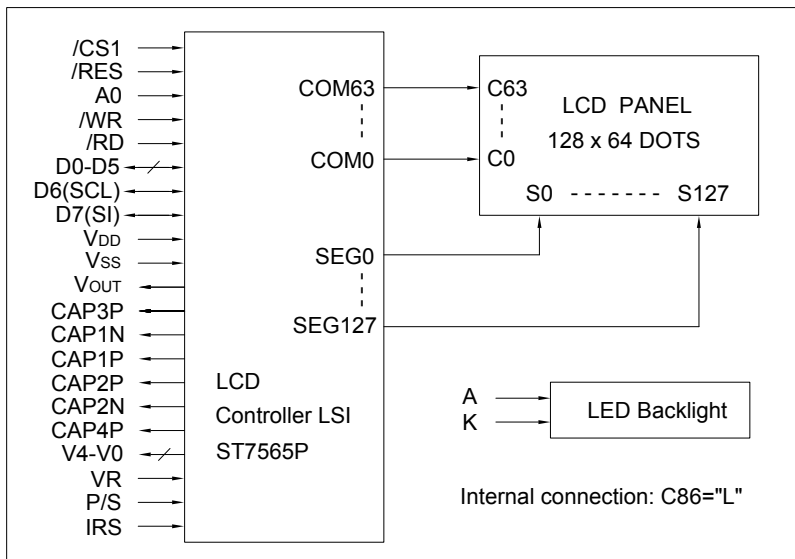 /CS1
/RES
A0
/WR
/RD
D0-D5
D6(SCL)
D7(SI)
VDD
VSS
VOUT
CAP3P
CAP1N
CAP1P
CAP2P
CAP2N
CAP4P
V4-V0
VR
P/S
IRS
COM63
COM0
SEG0
SEG127
LCD
Controller LSI
ST7565P
C63
C0
LCD PANEL
128 x 64 DOTS
S0 ------- S127
A
K
LED Backlight
Internal connection: C86="L"